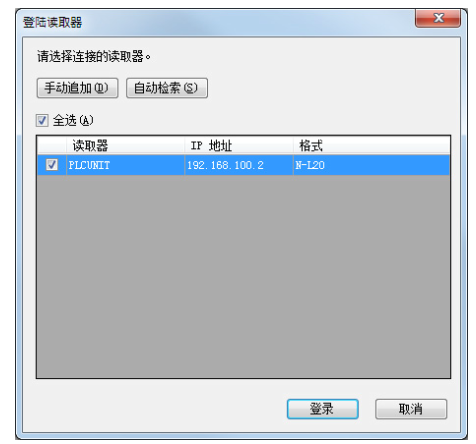 登陆读取器
请选择连接的读取器。
手动追加(D) 自动检索(S)
全选(A)
读取器 IP 地址 格式
PLCUNIT 192.168.100.2 N-L20
登录 取消